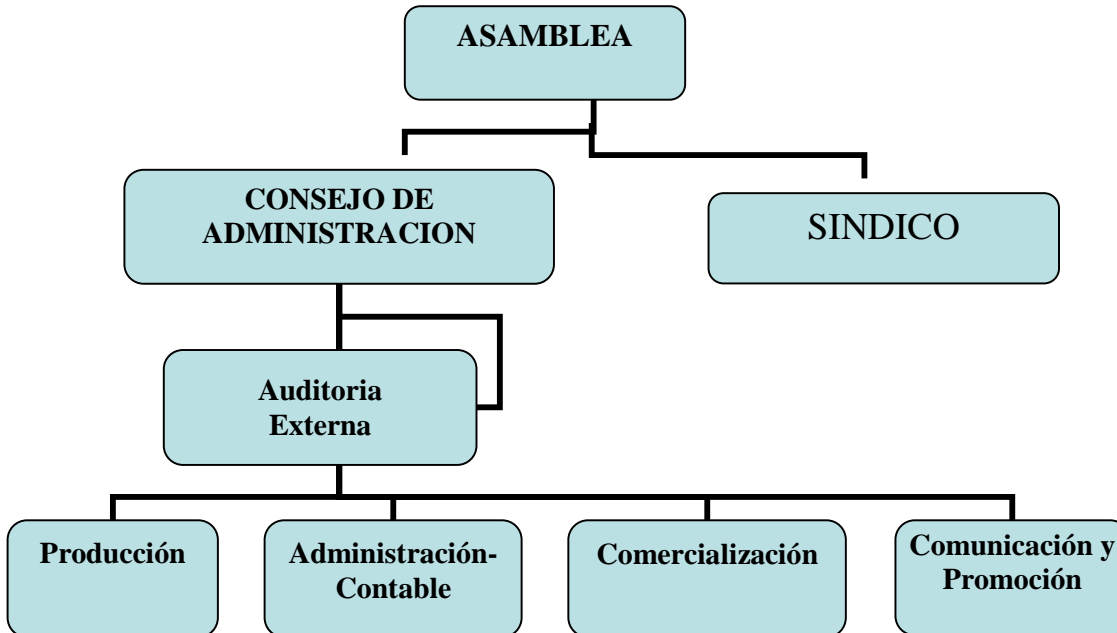 ASAMBLEA
CONSEJO DE
ADMINISTRACION
SINDICO
Auditoria
Externa
Producción
Administración-
Contable
Comercialización
Comunicación y
Promoción